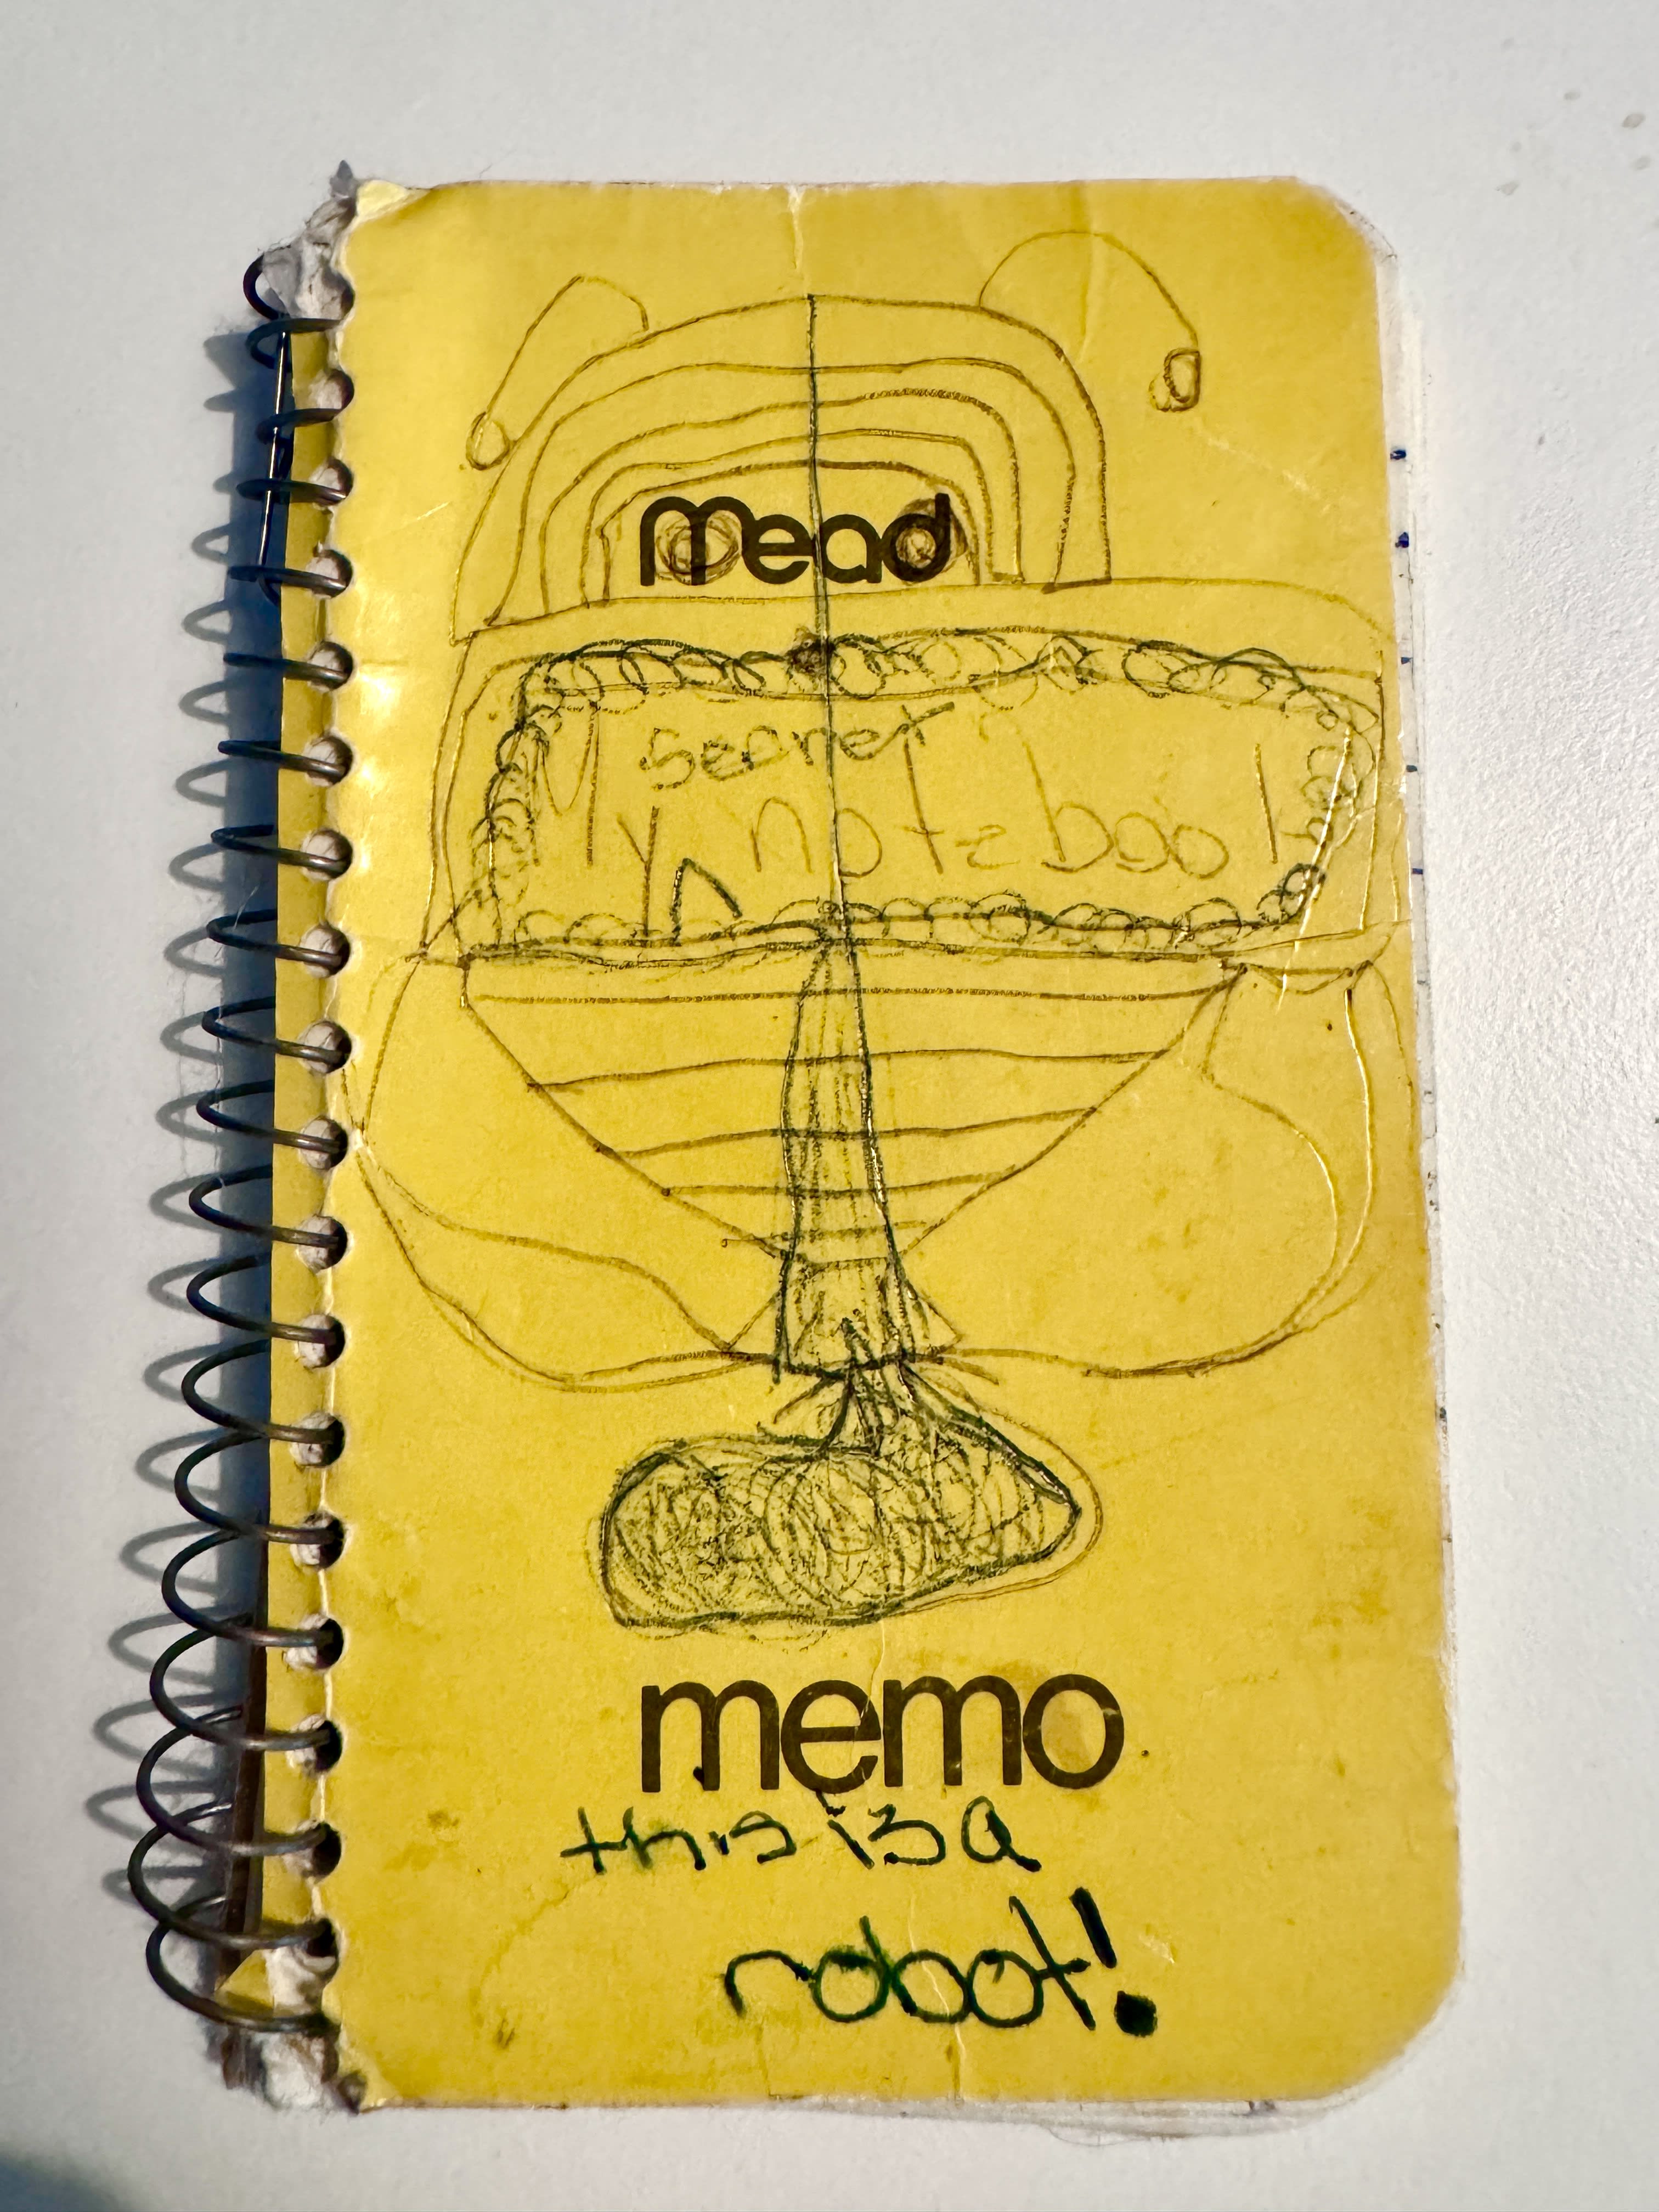 mead
secret
My notebook
memo
this is a
robot!